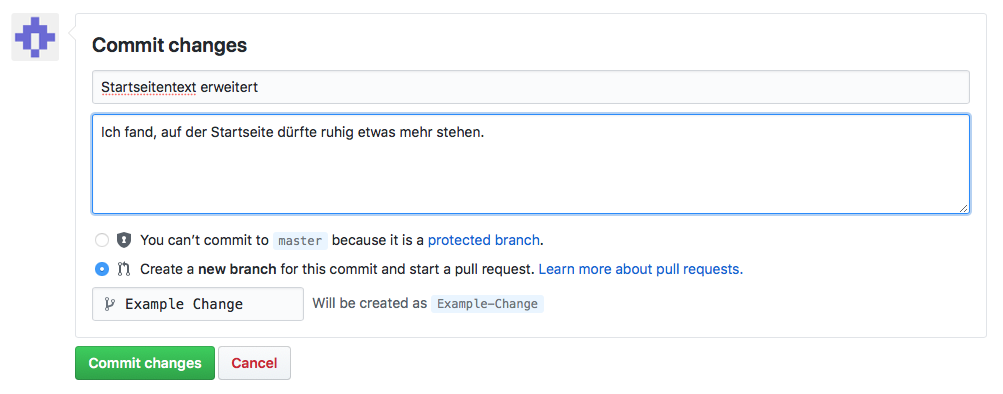 Commit changes
Startseitentext erweitert
Ich fand, auf der Startseite dürfte ruhig etwas mehr stehen.
You can’t commit to master because it is a protected branch.
Create a new branch for this commit and start a pull request. Learn more about pull requests.
Example Change Will be created as Example-Change
Commit changes Cancel